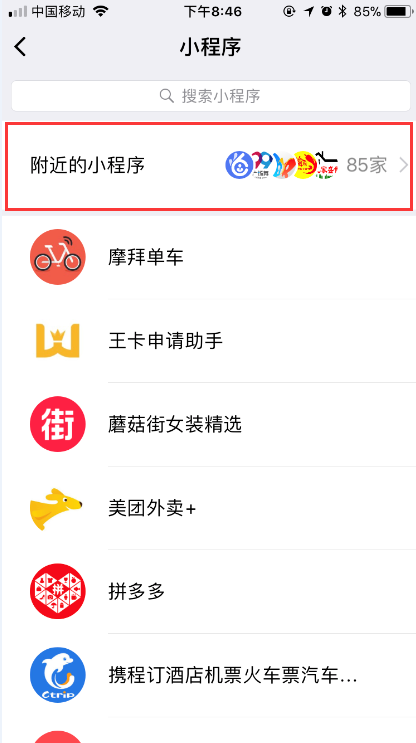 中国移动 下午8:46 85%
小程序
搜索小程序
附近的小程序 85家
摩拜单车
王卡申请助手
街
蘑菇街女装精选
美团外卖+
拼
拼多多
Ctrip
携程订酒店机票火车票汽车...